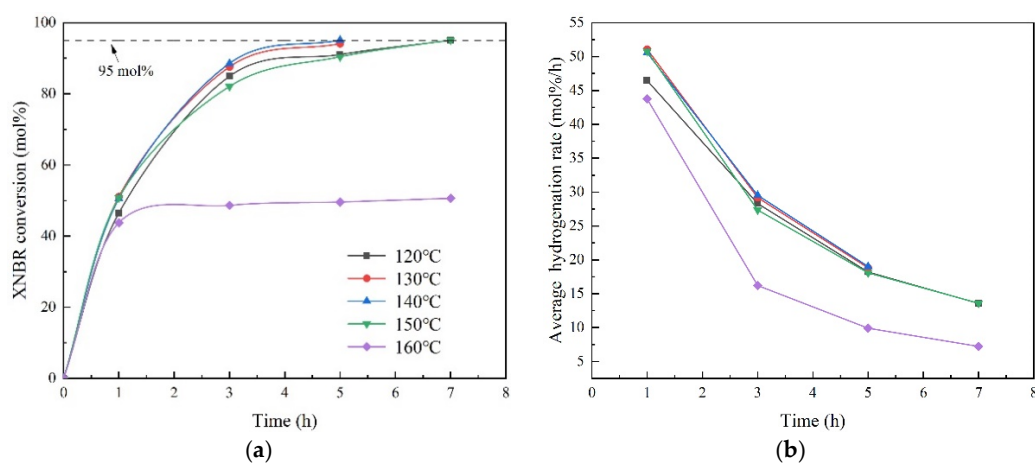 100
80
60
40
20
0
XNBR conversion (mol%)
95 mol%
120°C
130°C
140°C
150°C
160°C
0 1 2 3 4 5 6 7 8
Time (h)
(a)
55
50
45
40
35
30
25
20
15
10
5
Average hydrogenation rate (mol%/h)
0 1 2 3 4 5 6 7 8
Time (h)
(b)